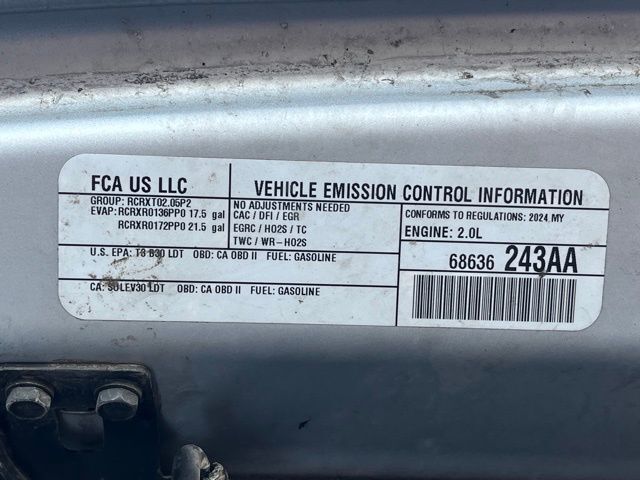 FCA US LLC
VEHICLE EMISSION CONTROL INFORMATION
GROUP: RCRXT02.05P2
EVAP: RCRXR0136PP0 17.5 gal
RCRXR0172PP0 21.5 gal
NO ADJUSTMENTS NEEDED
CAC / DFI / EGR
EGRC / HO2S / TC
TWC / WR-HO2S
CONFORMS TO REGULATIONS: 2024 MY
ENGINE: 2.0L
U.S. EPA: T3 B30 LDT OBD: CA OBD II FUEL: GASOLINE
CA: SULEV30 LDT OBD: CA OBD II FUEL: GASOLINE
68636 243AA